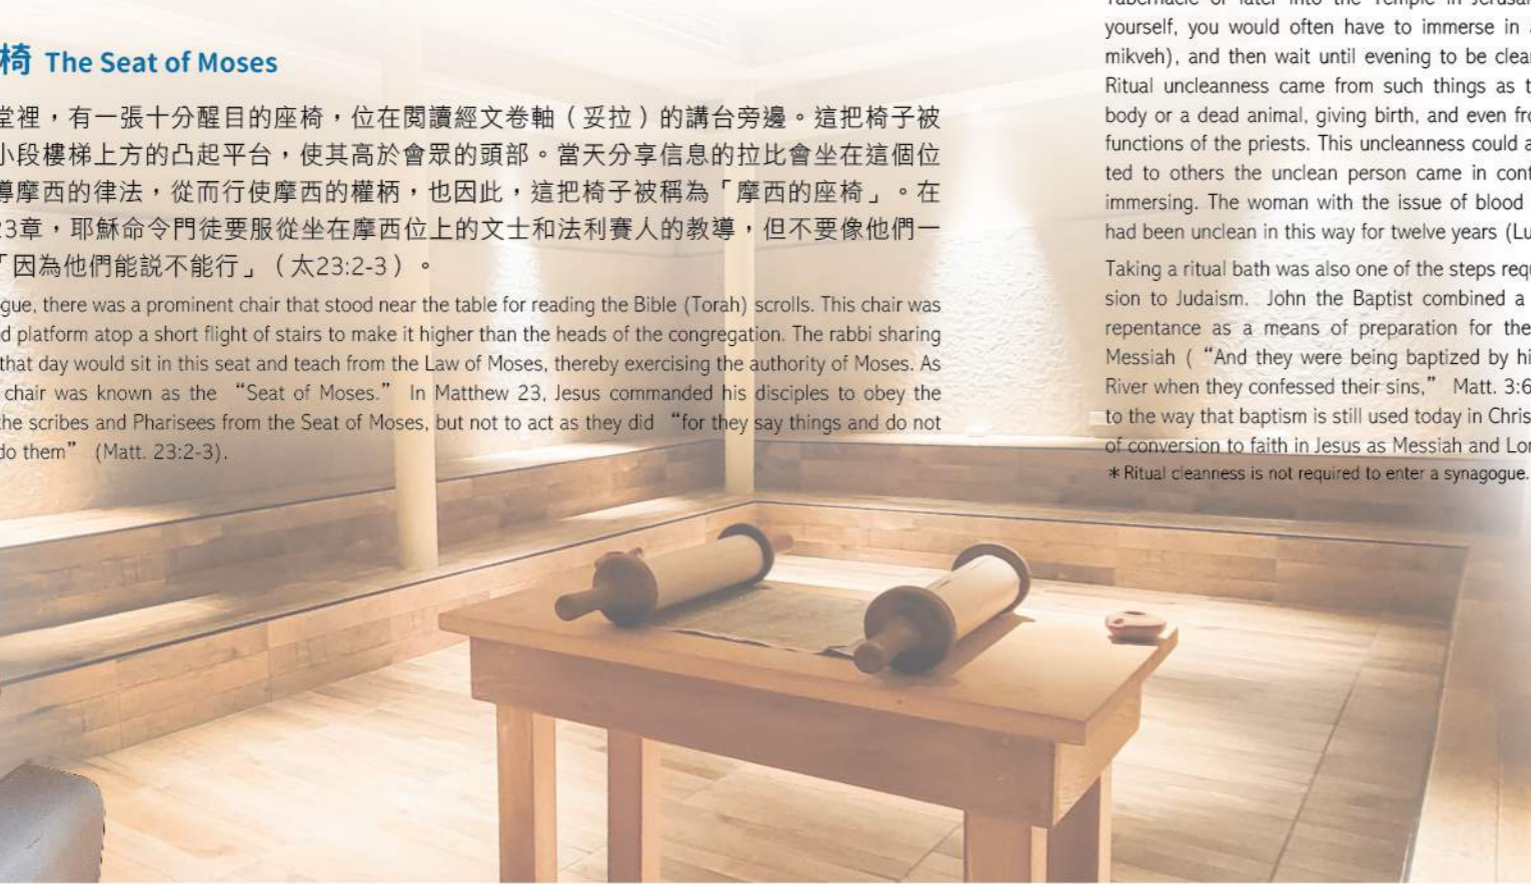 椅 The Seat of Moses
堂裡，有一張十分醒目的座椅，位在閱讀經文卷軸（妥拉）的講台旁邊。這把椅子被
小段樓梯上方的凸起平台，使其高於會眾的頭部。當天分享信息的拉比會坐在這個位
導摩西的律法，從而行使摩西的權柄，也因此，這把椅子被稱為「摩西的座椅」。在
23章，耶穌命令門徒要服從坐在摩西位上的文士和法利賽人的教導，但不要像他們一
「因為他們能説不能行」（太23:2-3）。
gue, there was a prominent chair that stood near the table for reading the Bible (Torah) scrolls. This chair was
d platform atop a short flight of stairs to make it higher than the heads of the congregation. The rabbi sharing
that day would sit in this seat and teach from the Law of Moses, thereby exercising the authority of Moses. As
chair was known as the “Seat of Moses.” In Matthew 23, Jesus commanded his disciples to obey the
the scribes and Pharisees from the Seat of Moses, but not to act as they did “for they say things and do not
do them” (Matt. 23:2-3).
Tabernacle or later into the Temple in Jerusal
yourself, you would often have to immerse in
mikveh), and then wait until evening to be clea
Ritual uncleanness came from such things as t
body or a dead animal, giving birth, and even fr
functions of the priests. This uncleanness could a
ted to others the unclean person came in cont
immersing. The woman with the issue of blood
had been unclean in this way for twelve years (Lu
Taking a ritual bath was also one of the steps requ
sion to Judaism. John the Baptist combined a
repentance as a means of preparation for the
Messiah ( “And they were being baptized by hi
River when they confessed their sins,” Matt. 3:6
to the way that baptism is still used today in Chris
of conversion to faith in Jesus as Messiah and Lor
*Ritual cleanness is not required to enter a synagogue.